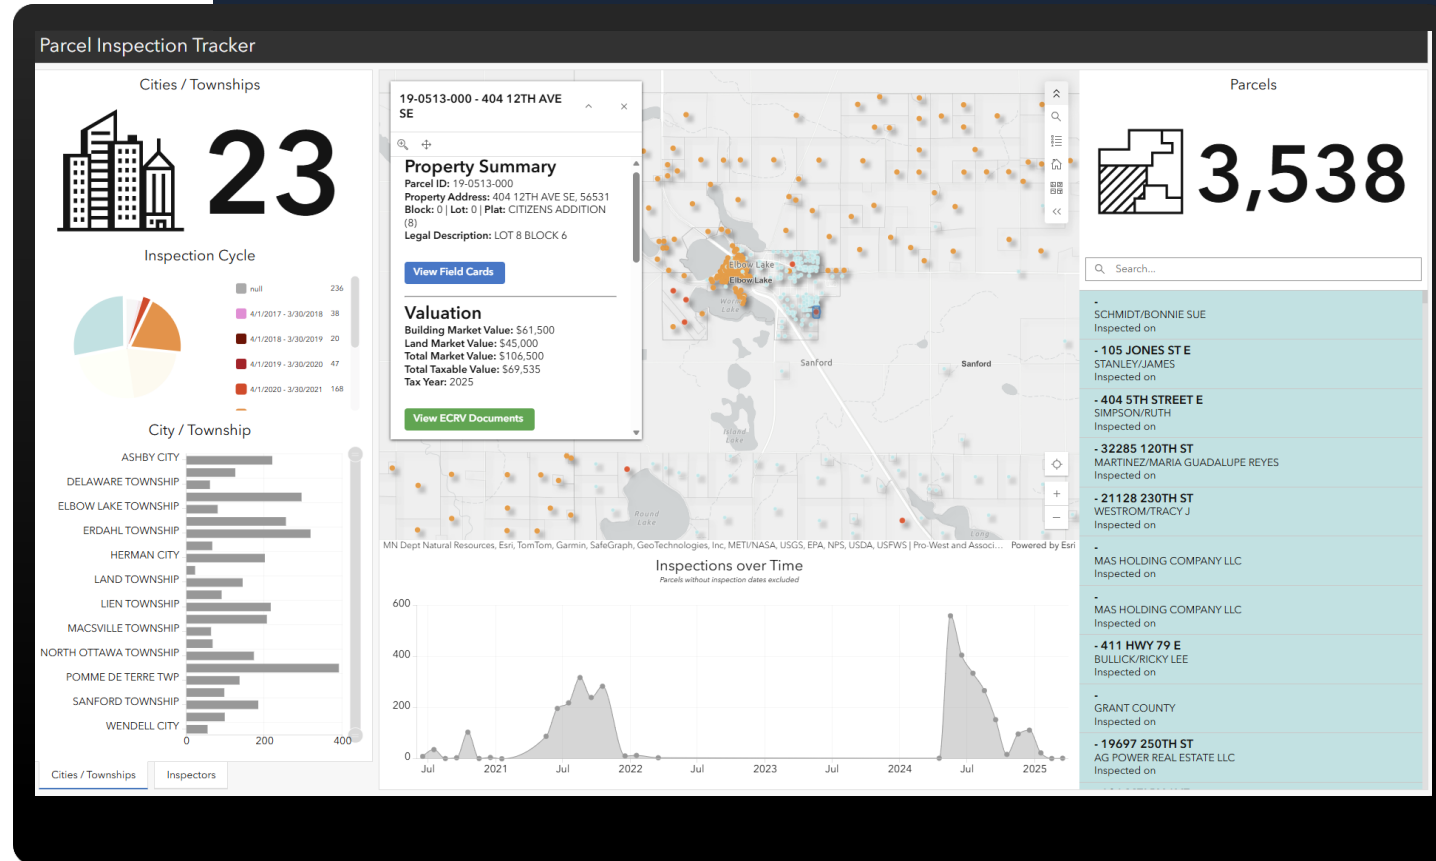 Parcel Inspection Tracker
Cities / Townships
23
Inspection Cycle
null 236
4/1/2017 - 3/30/2018 38
4/1/2018 - 3/30/2019 20
4/1/2019 - 3/30/2020 47
4/1/2020 - 3/30/2021 168
City / Township
ASHBY CITY
DELAWARE TOWNSHIP
ELBOW LAKE TOWNSHIP
ERDAHL TOWNSHIP
HERMAN CITY
LAND TOWNSHIP
LIEN TOWNSHIP
MACSVILLE TOWNSHIP
NORTH OTTAWA TOWNSHIP
POMME DE TERRE TWP
SANFORD TOWNSHIP
WENDELL CITY
0 200 400
Cities / Townships
Inspectors
19-0513-000 - 404 12TH AVE
SE
Property Summary
Parcel ID: 19-0513-000
Property Address: 404 12TH AVE SE, 56531
Block: 0 | Lot: 0 | Plat: CITIZENS ADDITION
(8)
Legal Description: LOT 8 BLOCK 6
View Field Cards
Valuation
Building Market Value: $61,500
Land Market Value: $45,000
Total Market Value: $106,500
Total Taxable Value: $69,535
Tax Year: 2025
View ECRV Documents
Elbow Lake
Elbow Lake
Sanford
Sanford
Island
Lake
Round
Lake
Long
MN Dept Natural Resources, Esri, TomTom, Garmin, SafeGraph, GeoTechnologies, Inc, METI/NASA, USGS, EPA, NPS, USDA, USFWS | Pro-West and Associ... Powered by Esri
Inspections over Time
Parcels without inspection dates excluded
600
400
200
0
Jul 2021 Jul 2022 Jul 2023 Jul 2024 Jul 2025
Parcels
3,538
Search...
-
SCHMIDT/BONNIE SUE
Inspected on
- 105 JONES ST E
STANLEY/JAMES
Inspected on
- 404 5TH STREET E
SIMPSON/RUTH
Inspected on
- 32285 120TH ST
MARTINEZ/MARIA GUADALUPE REYES
Inspected on
- 21128 230TH ST
WESTROM/TRACY J
Inspected on
-
MAS HOLDING COMPANY LLC
Inspected on
-
MAS HOLDING COMPANY LLC
Inspected on
- 411 HWY 79 E
BULLICK/RICKY LEE
Inspected on
-
GRANT COUNTY
Inspected on
- 19697 250TH ST
AG POWER REAL ESTATE LLC
Inspected on